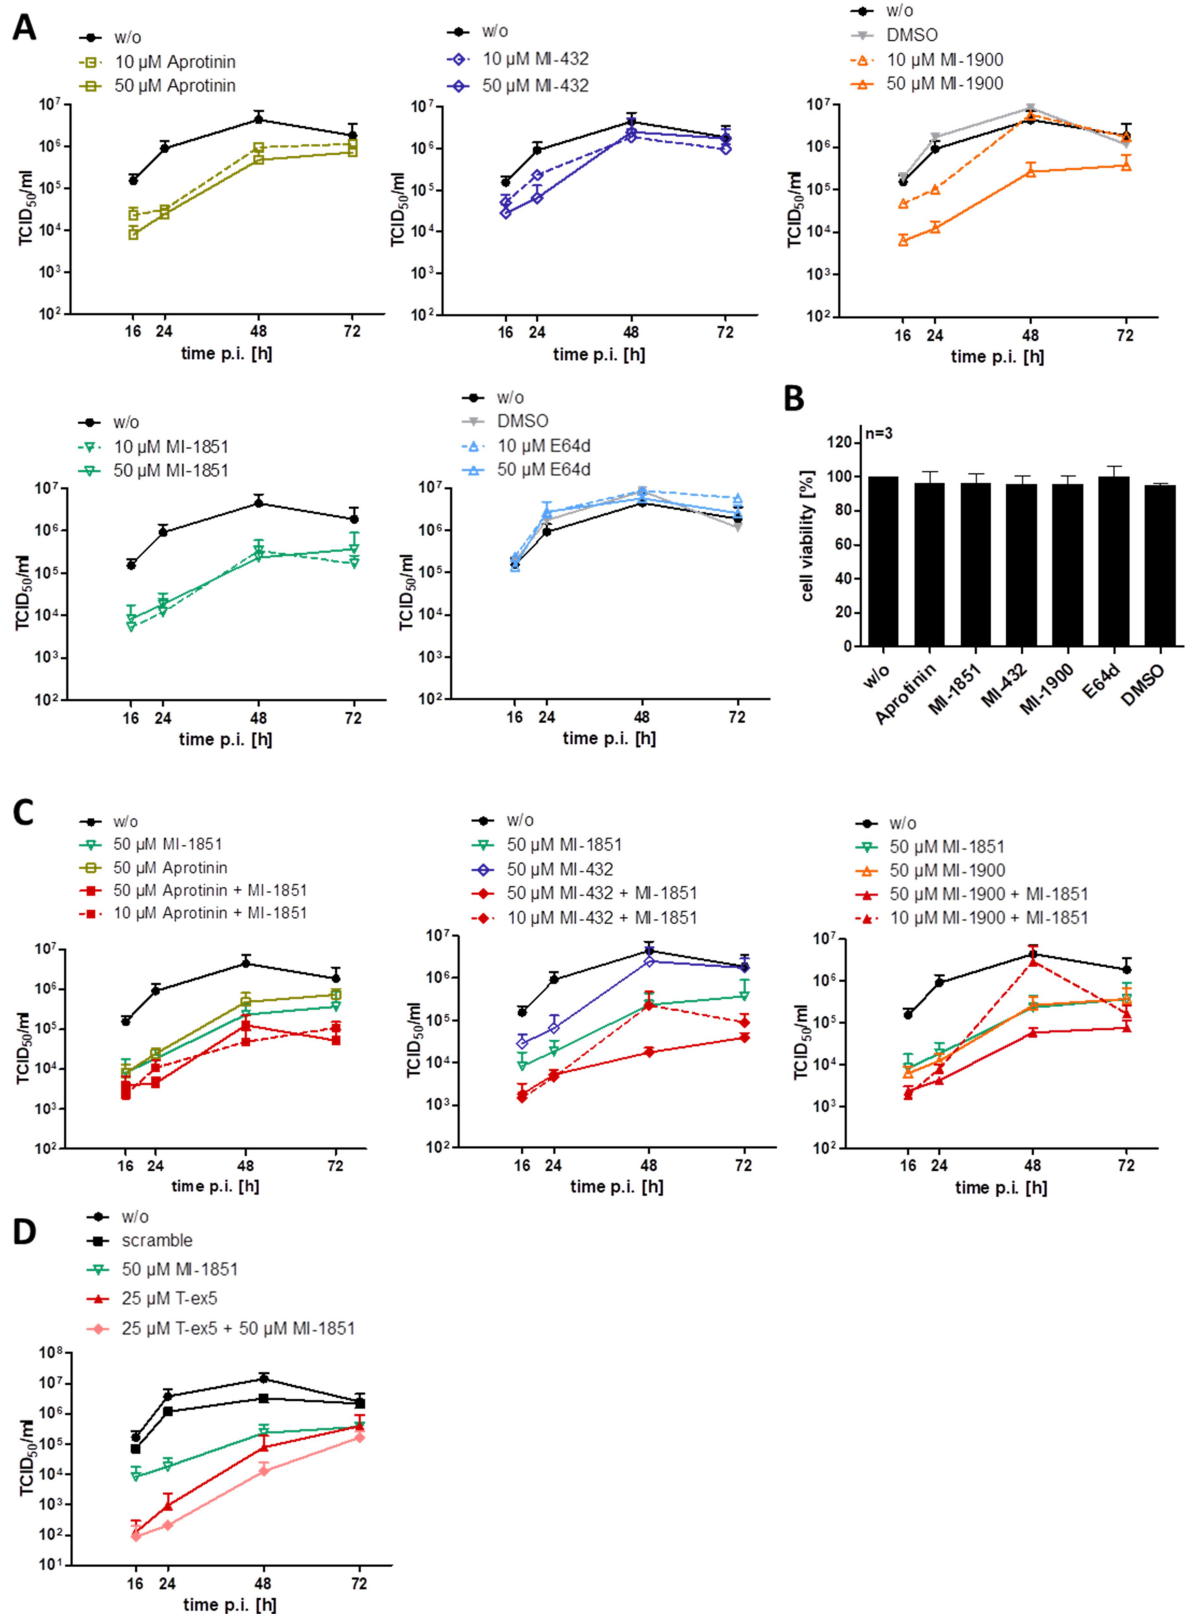 A
w/o
10 µM Aprotinin
50 µM Aprotinin
10⁷
10⁶
10⁵
10⁴
10³
10²
TCID₅₀/ml
16 24 48 72
time p.i. [h]
w/o
10 µM MI-432
50 µM MI-432
10⁷
10⁶
10⁵
10⁴
10³
10²
TCID₅₀/ml
16 24 48 72
time p.i. [h]
w/o
DMSO
10 µM MI-1900
50 µM MI-1900
10⁷
10⁶
10⁵
10⁴
10³
10²
TCID₅₀/ml
16 24 48 72
time p.i. [h]
w/o
10 µM MI-1851
50 µM MI-1851
10⁷
10⁶
10⁵
10⁴
10³
10²
TCID₅₀/ml
16 24 48 72
time p.i. [h]
w/o
DMSO
10 µM E64d
50 µM E64d
10⁷
10⁶
10⁵
10⁴
10³
10²
TCID₅₀/ml
16 24 48 72
time p.i. [h]
B
n=3
120
100
80
60
40
20
0
cell viability [%]
w/o
Aprotinin
MI-1851
MI-432
MI-1900
E64d
DMSO
C
w/o
50 µM MI-1851
50 µM Aprotinin
50 µM Aprotinin + MI-1851
10 µM Aprotinin + MI-1851
10⁷
10⁶
10⁵
10⁴
10³
10²
TCID₅₀/ml
16 24 48 72
time p.i. [h]
w/o
50 µM MI-1851
50 µM MI-432
50 µM MI-432 + MI-1851
10 µM MI-432 + MI-1851
10⁷
10⁶
10⁵
10⁴
10³
10²
TCID₅₀/ml
16 24 48 72
time p.i. [h]
w/o
50 µM MI-1851
50 µM MI-1900
50 µM MI-1900 + MI-1851
10 µM MI-1900 + MI-1851
10⁷
10⁶
10⁵
10⁴
10³
10²
TCID₅₀/ml
16 24 48 72
time p.i. [h]
D
w/o
scramble
50 µM MI-1851
25 µM T-ex5
25 µM T-ex5 + 50 µM MI-1851
10⁸
10⁷
10⁶
10⁵
10⁴
10³
10²
10¹
TCID₅₀/ml
16 24 48 72
time p.i. [h]